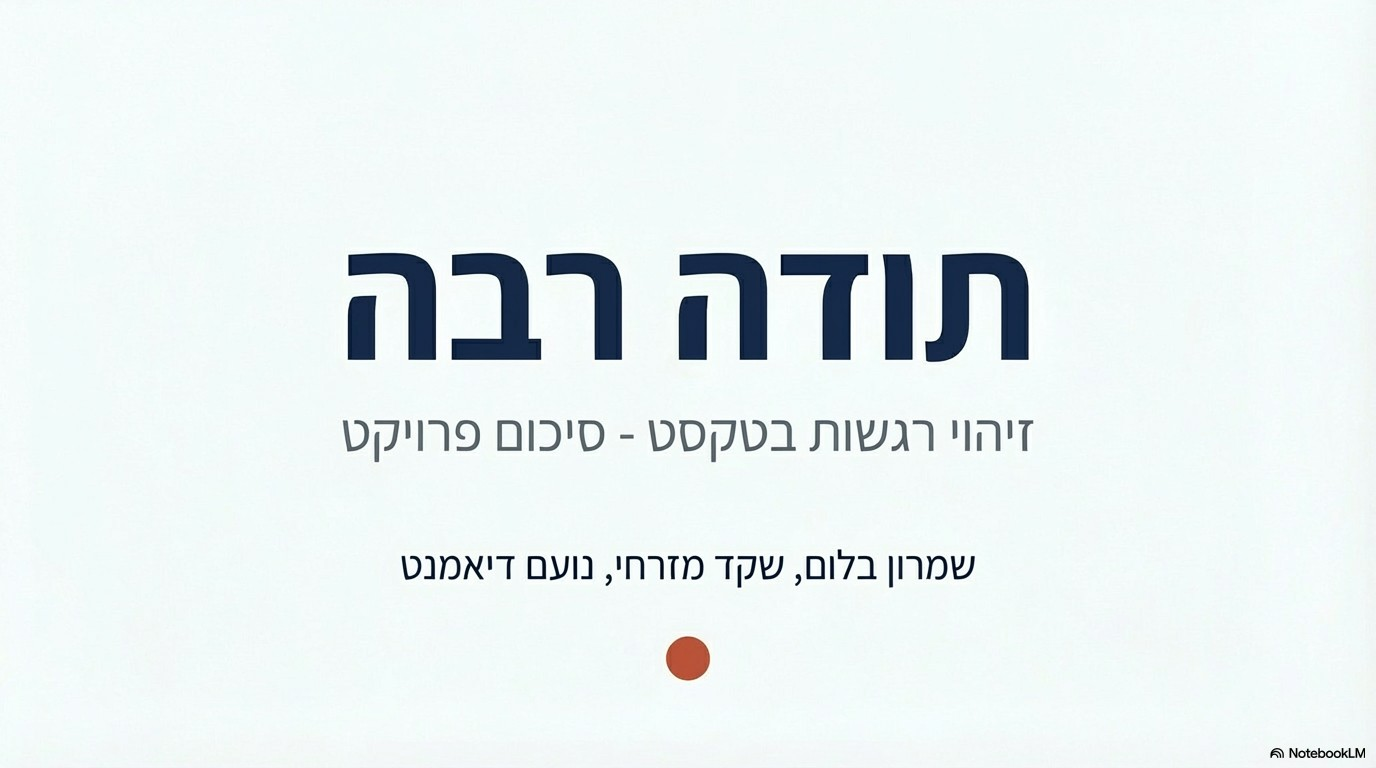 תודה רבה
זיהוי רגשות בטקסט - סיכום פרויקט
שמרון בלום, שקד מזרחי, נועם דיאמנט
NotebookLM